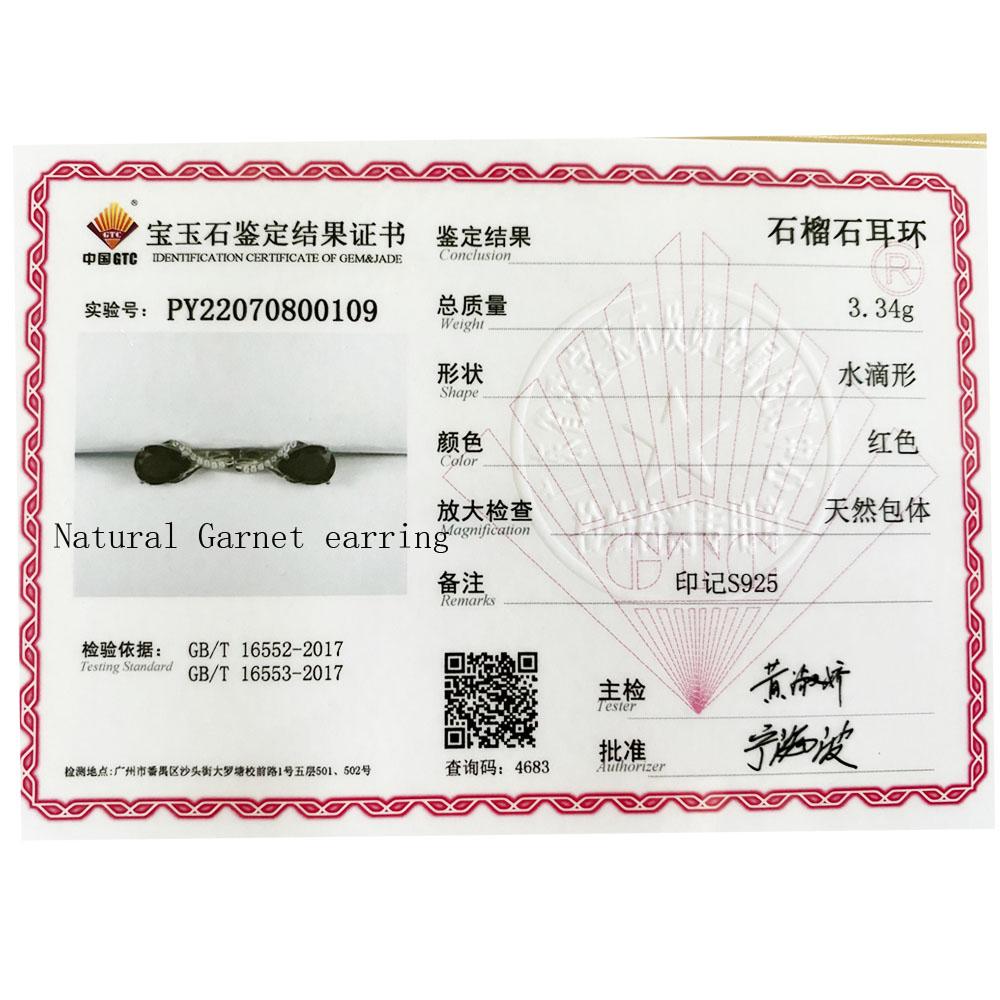 GTC
®
中国GTC
宝玉石鉴定结果证书
IDENTIFICATION CERTIFICATE OF GEM&JADE
实验号: PY22070800109
Natural Garnet earring
检验依据: GB/T 16552-2017
Testing Standard
GB/T 16553-2017
检测地点:广州市番禺区沙头街大罗塘校前路1号五层501、502号
鉴定结果 石榴石耳环
Conclusion
®
总质量 3.34g
Weight
形状 水滴形
Shape
颜色 红色
Color
放大检查 天然包体
Magnification
备注 印记S925
Remarks
查询码: 4683
主检
Tester
批准
Authorizer